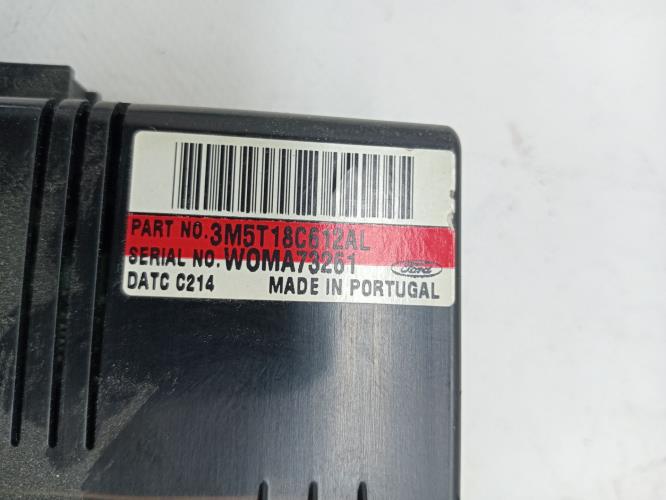 PART NO. 3M5T18C612AL
SERIAL NO. WOMA73261
Ford
DATC C214 MADE IN PORTUGAL